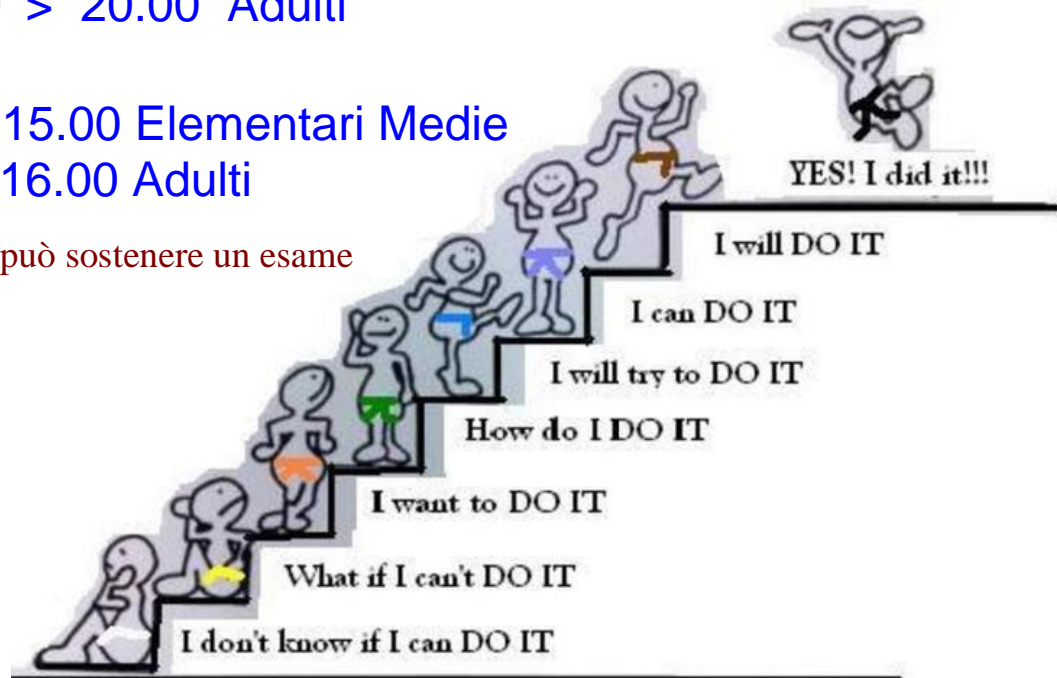 > 20.00 Adulti
15.00 Elementari Medie
16.00 Adulti
può sostenere un esame
YES! I did it!!!
I will DO IT
I can DO IT
I will try to DO IT
How do I DO IT
I want to DO IT
What if I can't DO IT
I don't know if I can DO IT